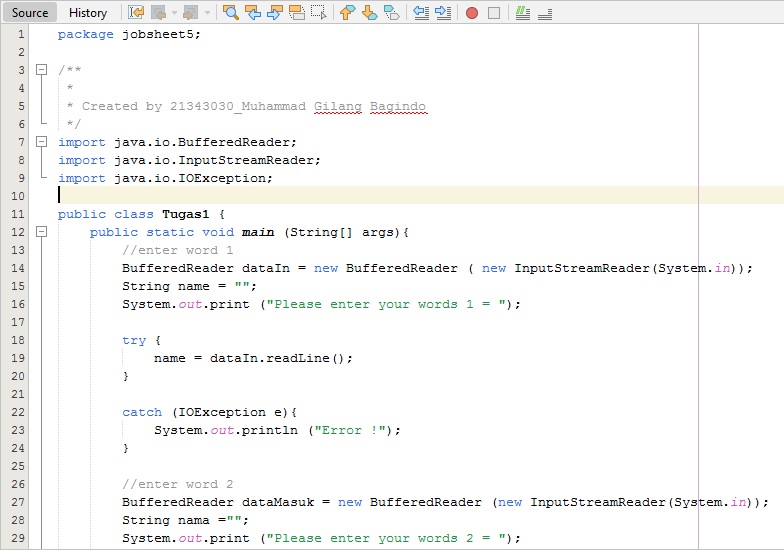 Source History
1 package jobsheet5;
2
3 /**
4  *
5  * Created by 21343030_Muhammad Gilang Bagindo
6  */
7 import java.io.BufferedReader;
8 import java.io.InputStreamReader;
9 import java.io.IOException;
10
11 public class Tugas1 {
12     public static void main (String[] args){
13         //enter word 1
14         BufferedReader dataIn = new BufferedReader ( new InputStreamReader(System.in));
15         String name = "";
16         System.out.print ("Please enter your words 1 = ");
17
18         try {
19             name = dataIn.readLine();
20         }
21
22         catch (IOException e){
23             System.out.println ("Error !");
24         }
25
26         //enter word 2
27         BufferedReader dataMasuk = new BufferedReader (new InputStreamReader(System.in));
28         String nama ="";
29         System.out.print ("Please enter your words 2 = ");